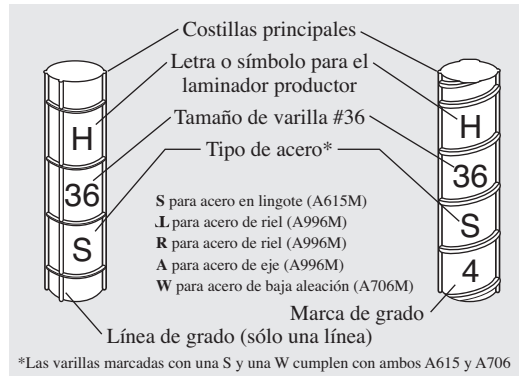 Costillas principales
Letra o símbolo para el
laminador productor
H
H
Tamaño de varilla #36
36
36
Tipo de acero*
S
S
S para acero en lingote (A615M)
.L para acero de riel (A996M)
R para acero de riel (A996M)
A para acero de eje (A996M)
W para acero de baja aleación (A706M)
4
Marca de grado
Línea de grado (sólo una línea)
*Las varillas marcadas con una S y una W cumplen con ambos A615 y A706